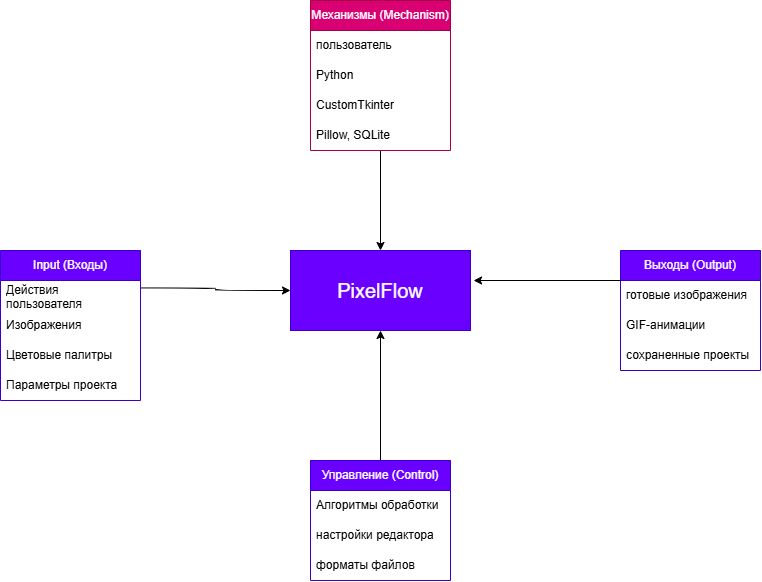 Механизмы (Mechanism)
пользователь
Python
CustomTkinter
Pillow, SQLite
Input (Входы)
Действия
пользователя
Изображения
Цветовые палитры
Параметры проекта
PixelFlow
Выходы (Output)
готовые изображения
GIF-анимации
сохраненные проекты
Управление (Control)
Алгоритмы обработки
настройки редактора
форматы файлов